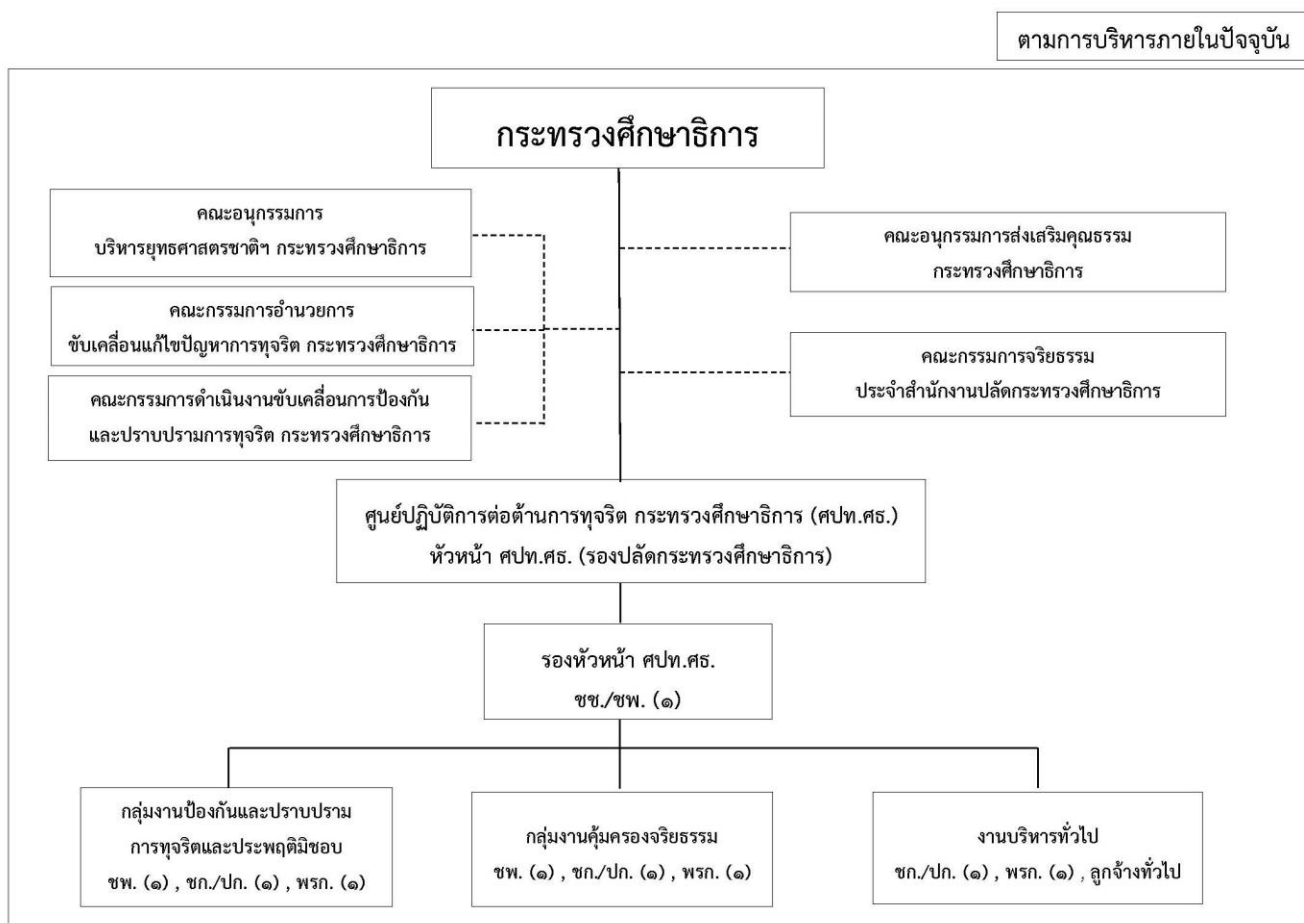 ตามการบริหารภายในปัจจุบัน
กระทรวงศึกษาธิการ
คณะอนุกรรมการ
บริหารยุทธศาสตรชาติฯ กระทรวงศึกษาธิการ
คณะกรรมการอำนวยการ
ขับเคลื่อนแก้ไขปัญหาการทุจริต กระทรวงศึกษาธิการ
คณะกรรมการดำเนินงานขับเคลื่อนการป้องกัน
และปราบปรามการทุจริต กระทรวงศึกษาธิการ
คณะอนุกรรมการส่งเสริมคุณธรรม
กระทรวงศึกษาธิการ
คณะกรรมการจริยธรรม
ประจำสำนักงานปลัดกระทรวงศึกษาธิการ
ศูนย์ปฏิบัติการต่อต้านการทุจริต กระทรวงศึกษาธิการ (ศปท.ศธ.)
หัวหน้า ศปท.ศธ. (รองปลัดกระทรวงศึกษาธิการ)
รองหัวหน้า ศปท.ศธ.
ชช./ชพ. (๑)
กลุ่มงานป้องกันและปราบปราม
การทุจริตและประพฤติมิชอบ
ชพ. (๑) , ชก./ปก. (๑) , พรก. (๑)
กลุ่มงานคุ้มครองจริยธรรม
ชพ. (๑) , ชก./ปก. (๑) , พรก. (๑)
งานบริหารทั่วไป
ชก./ปก. (๑) , พรก. (๑) , ลูกจ้างทั่วไป